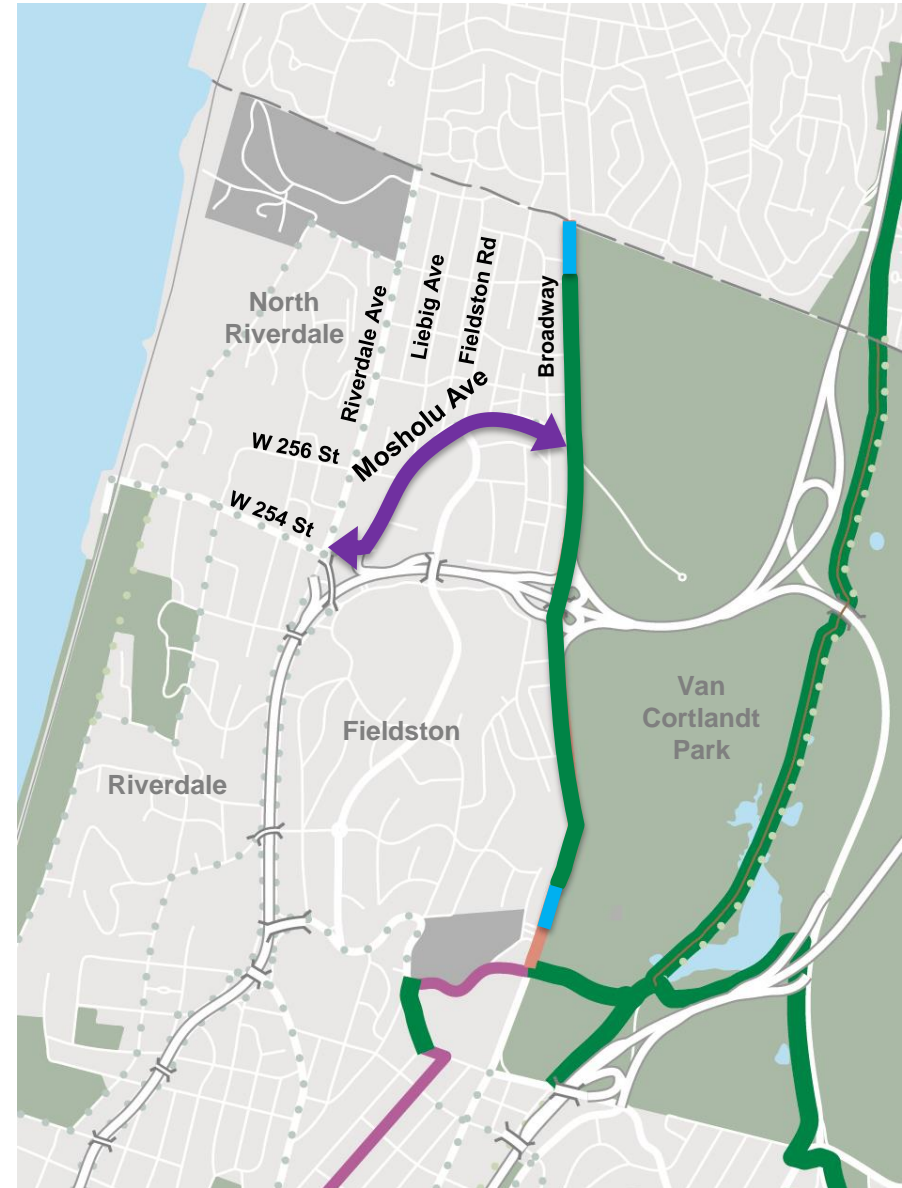 North
Riverdale
Riverdale Ave
Liebig Ave
Fieldston Rd
Broadway
Mosholu Ave
W 256 St
W 254 St
Van
Cortlandt
Park
Fieldston
Riverdale